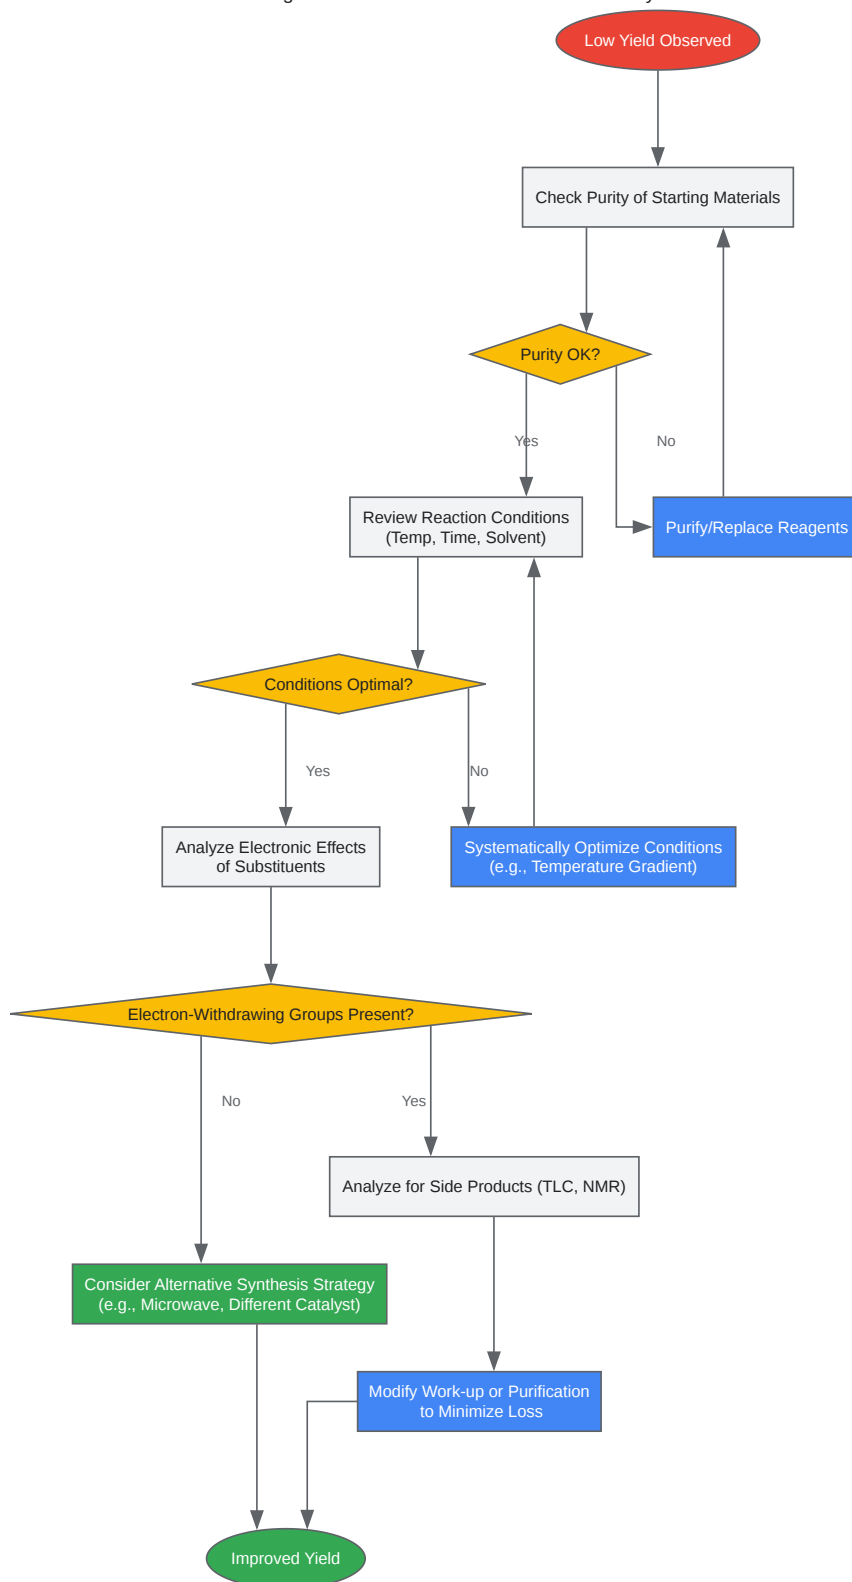 Low Yield Observed
Check Purity of Starting Materials
Purity OK?
Yes
No
Review Reaction Conditions
(Temp, Time, Solvent)
Purify/Replace Reagents
Conditions Optimal?
Yes
No
Analyze Electronic Effects
of Substituents
Systematically Optimize Conditions
(e.g., Temperature Gradient)
Electron-Withdrawing Groups Present?
No
Yes
Analyze for Side Products (TLC, NMR)
Consider Alternative Synthesis Strategy
(e.g., Microwave, Different Catalyst)
Modify Work-up or Purification
to Minimize Loss
Improved Yield